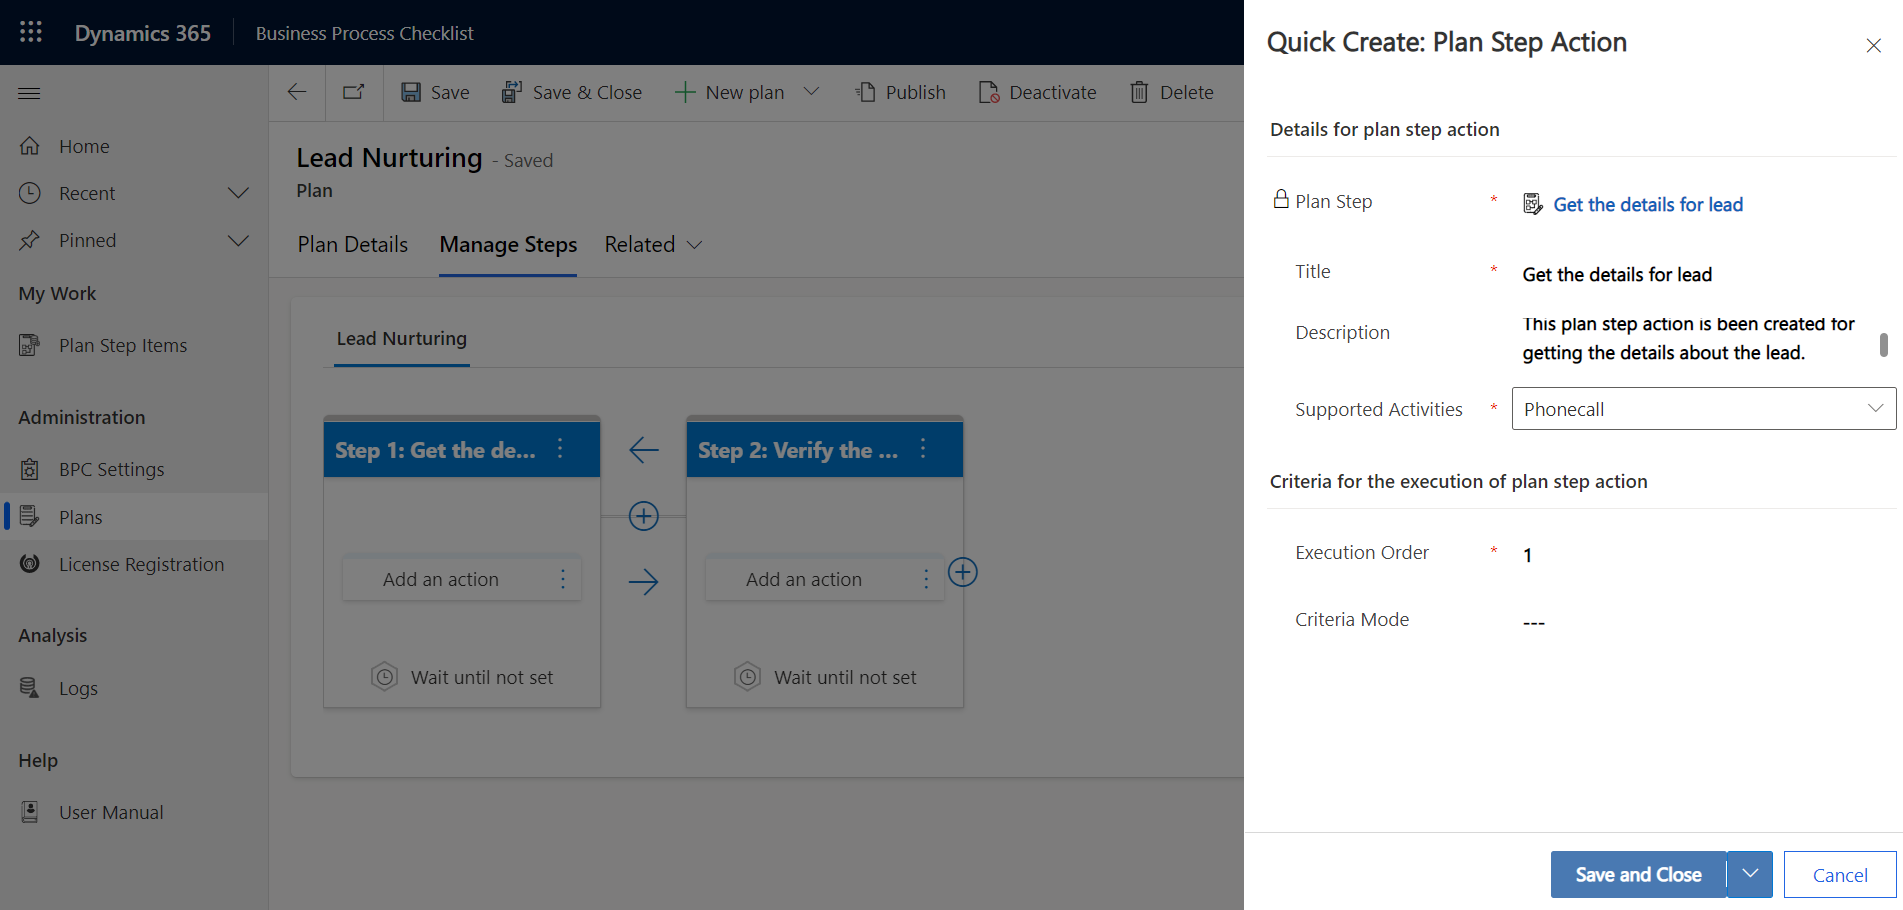 Dynamics 365
Business Process Checklist
Save
Save & Close
New plan
Publish
Deactivate
Delete
Home
Recent
Pinned
My Work
Plan Step Items
Administration
BPC Settings
Plans
License Registration
Analysis
Logs
Help
User Manual
Lead Nurturing - Saved
Plan
Plan Details
Manage Steps
Related
Lead Nurturing
Step 1: Get the de...
Add an action
Wait until not set
Step 2: Verify the ...
Add an action
Wait until not set
Quick Create: Plan Step Action
Details for plan step action
Plan Step * Get the details for lead
Title * Get the details for lead
Description
This plan step action is been created for
getting the details about the lead.
Supported Activities * Phonecall
Criteria for the execution of plan step action
Execution Order * 1
Criteria Mode ---
Save and Close
Cancel